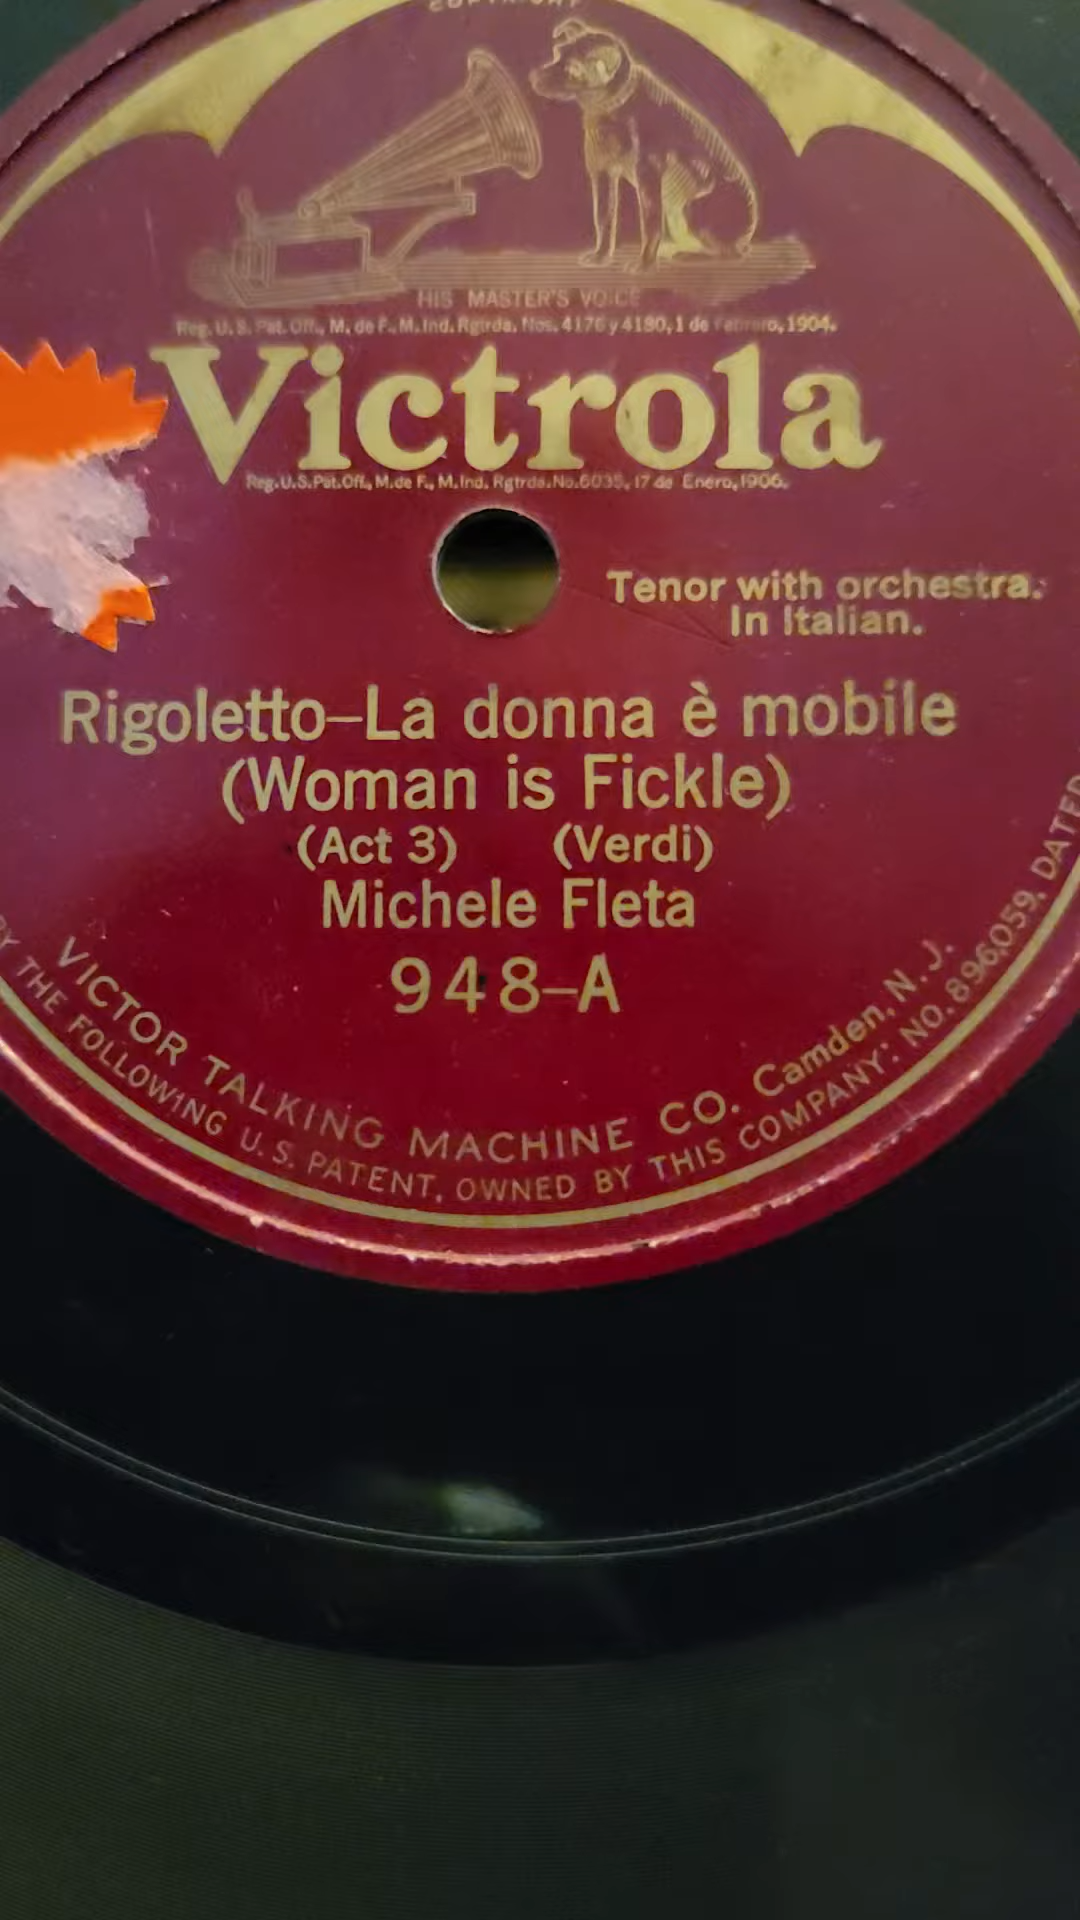 HIS MASTER'S VOICE
Reg. U. S. Pat. Off., M. de F., M. Ind. Rgtrda. Nos. 4176 y 4180, 1 de Febrero, 1904.
Victrola
Reg. U.S. Pat. Off., M. de F., M. Ind. Rgtrda. No. 6035, 17 de Enero, 1906.
Tenor with orchestra.
In Italian.
Rigoletto–La donna è mobile
(Woman is Fickle)
(Act 3) (Verdi)
Michele Fleta
948–A
VICTOR TALKING MACHINE CO. Camden, N. J.
BY THE FOLLOWING U. S. PATENT, OWNED BY THIS COMPANY: NO. 896,059, DATED